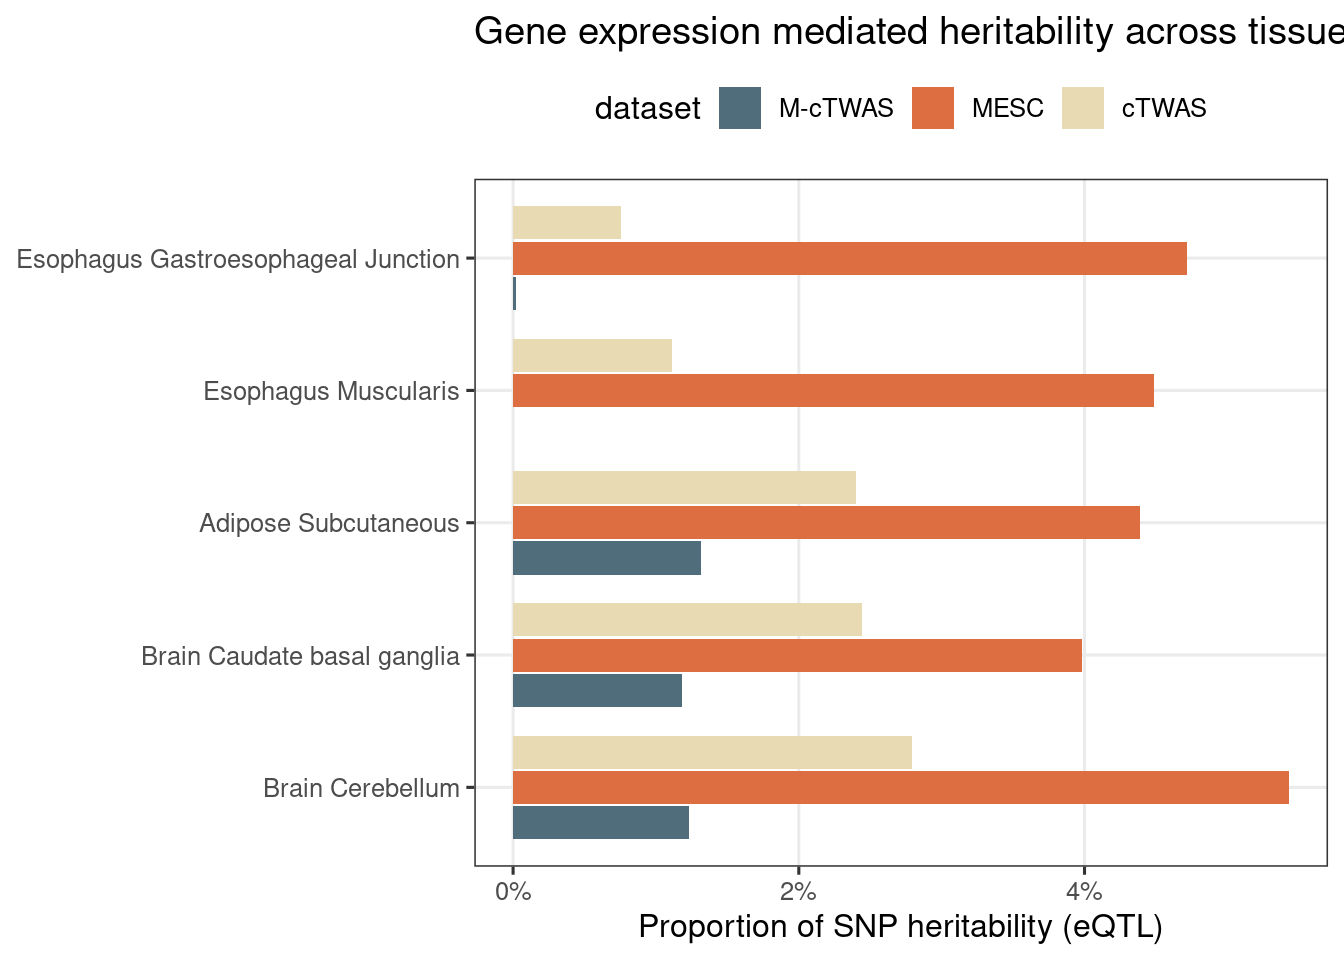 Gene expression mediated heritability across tissue
dataset M-cTWAS MESC cTWAS
Esophagus Gastroesophageal Junction
Esophagus Muscularis
Adipose Subcutaneous
Brain Caudate basal ganglia
Brain Cerebellum
0% 2% 4%
Proportion of SNP heritability (eQTL)